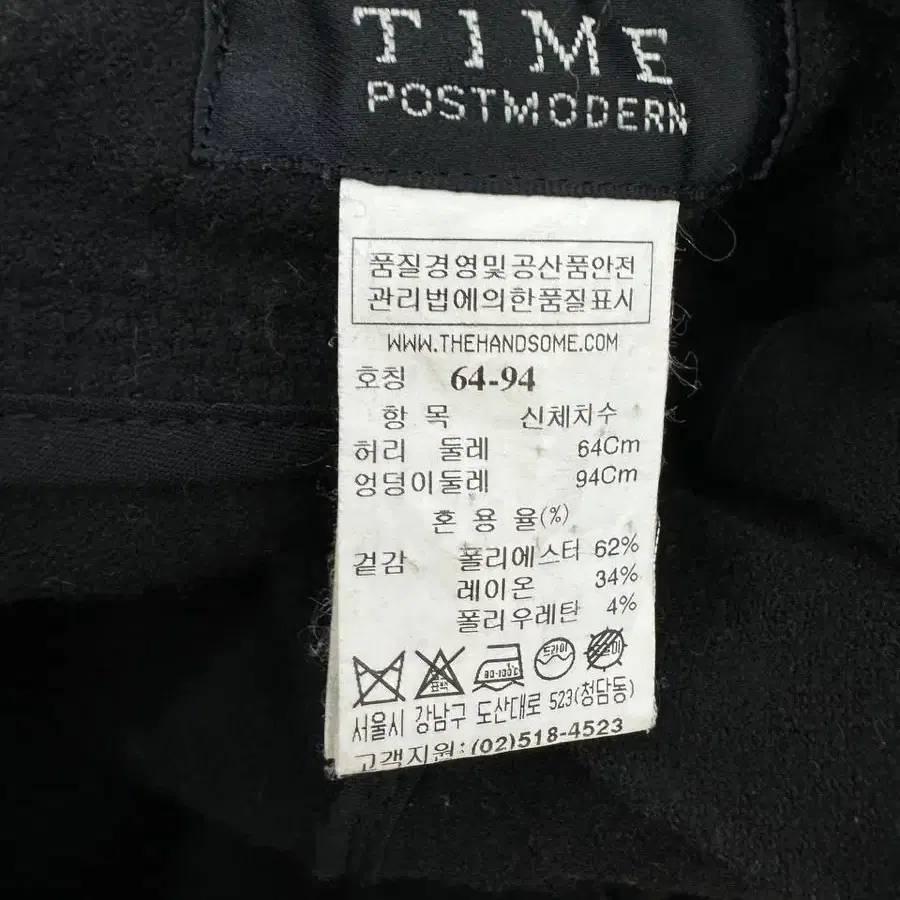 TIME
POSTMODERN
품질경영및공산품안전
관리법에의한품질표시
WWW.THEHANDSOME.COM
호칭 64-94
항 목 신체치수
허리 둘레 64Cm
엉덩이둘레 94Cm
혼 용 율(%)
겉감 폴리에스터 62%
레이온 34%
폴리우레탄 4%
표백 80-100℃ 드라이
서울시 강남구 도산대로 523(청담동)
고객지원:(02)518-4523